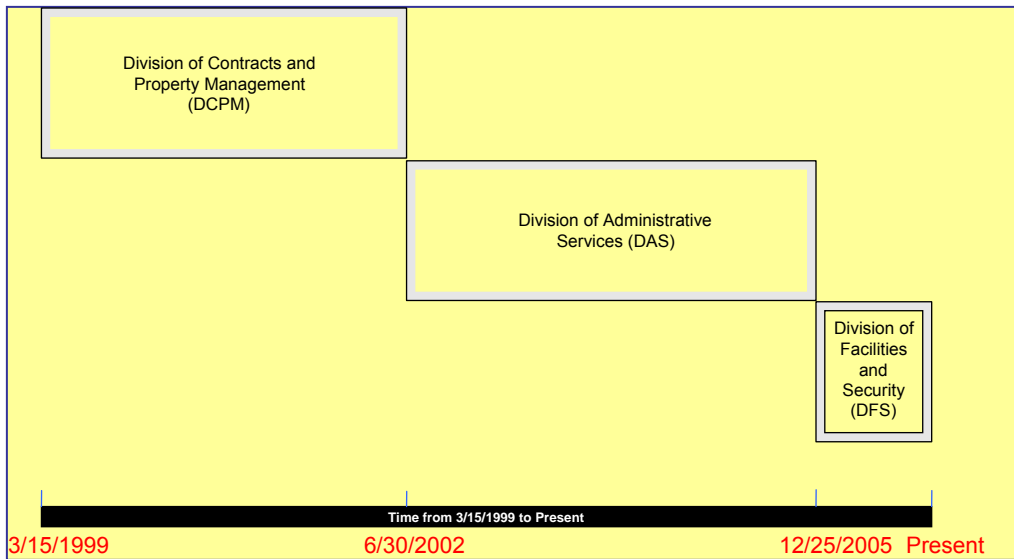 Division of Contracts and
Property Management
(DCPM)
Division of Administrative
Services (DAS)
Division of
Facilities
and
Security
(DFS)
Time from 3/15/1999 to Present
3/15/1999 6/30/2002 12/25/2005 Present